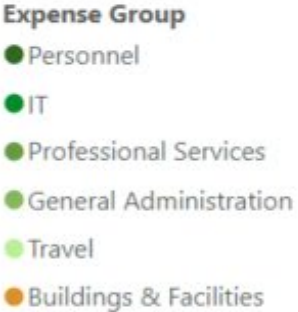 Expense Group
Personnel
IT
Professional Services
General Administration
Travel
Buildings & Facilities